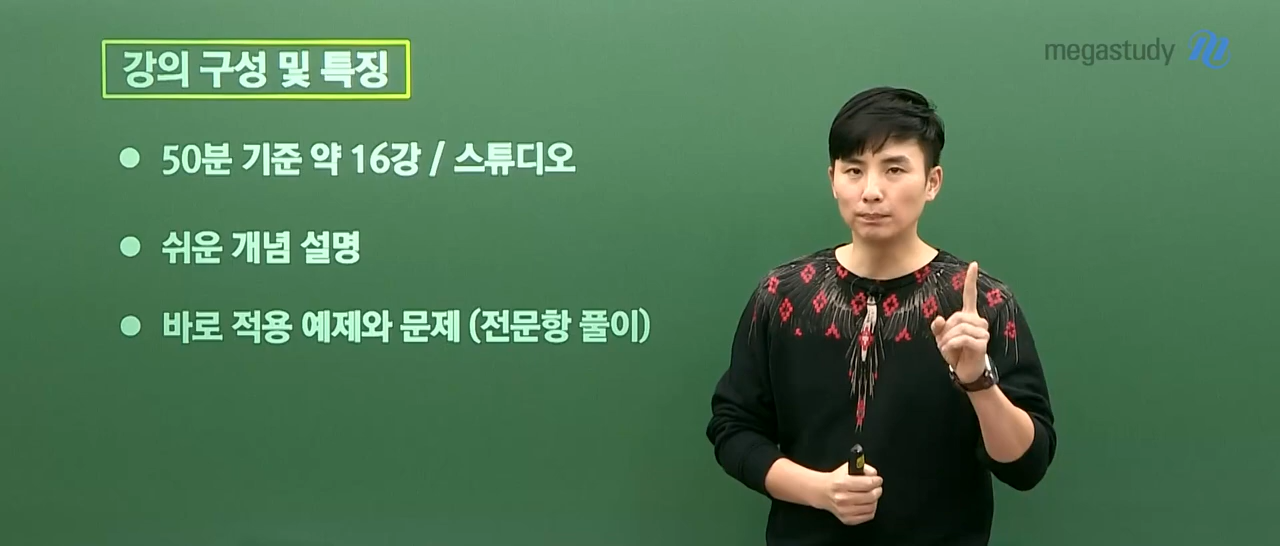 강의 구성 및 특징
megastudy
50분 기준 약 16강 / 스튜디오
쉬운 개념 설명
바로 적용 예제와 문제 (전문항 풀이)